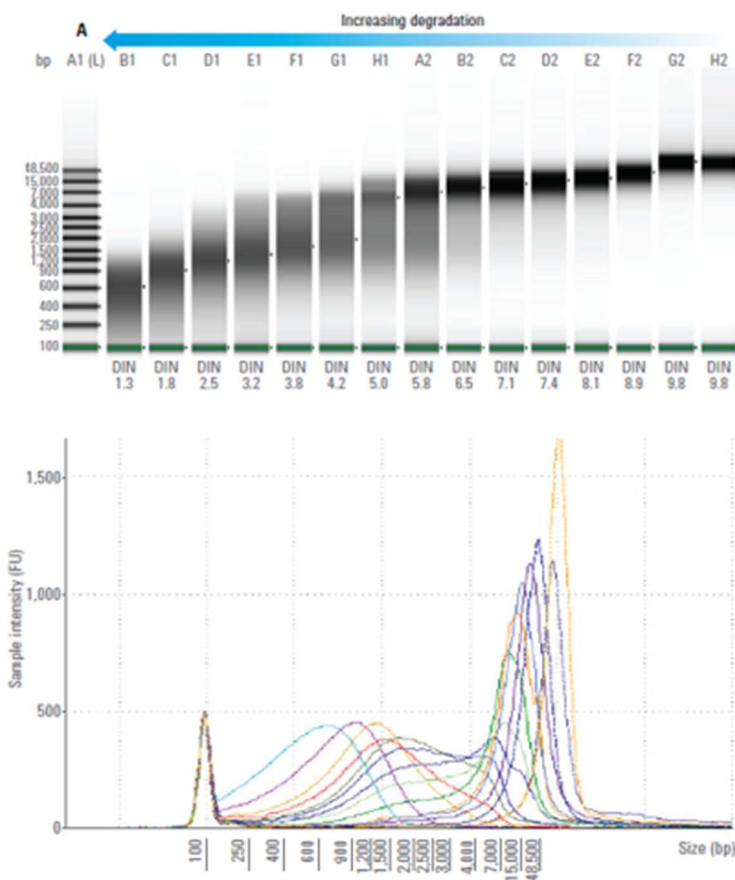 A
Increasing degradation
bp A1 (L) B1 C1 D1 E1 F1 G1 H1 A2 B2 C2 D2 E2 F2 G2 H2
48,500
15,000
7,000
4,000
3,000
2,500
2,000
1,500
1,200
900
600
400
250
100
DIN DIN DIN DIN DIN DIN DIN DIN DIN DIN DIN DIN DIN DIN DIN
1.3 1.8 2.5 3.2 3.8 4.2 5.0 5.8 6.5 7.1 7.4 8.1 8.9 9.8 9.8
1,500
1,000
500
0
Sample intensity (FU)
100 250 400 600 900 1,200 1,500 2,000 2,500 3,000 4,000 7,000 15,000 48,500 Size (bp)